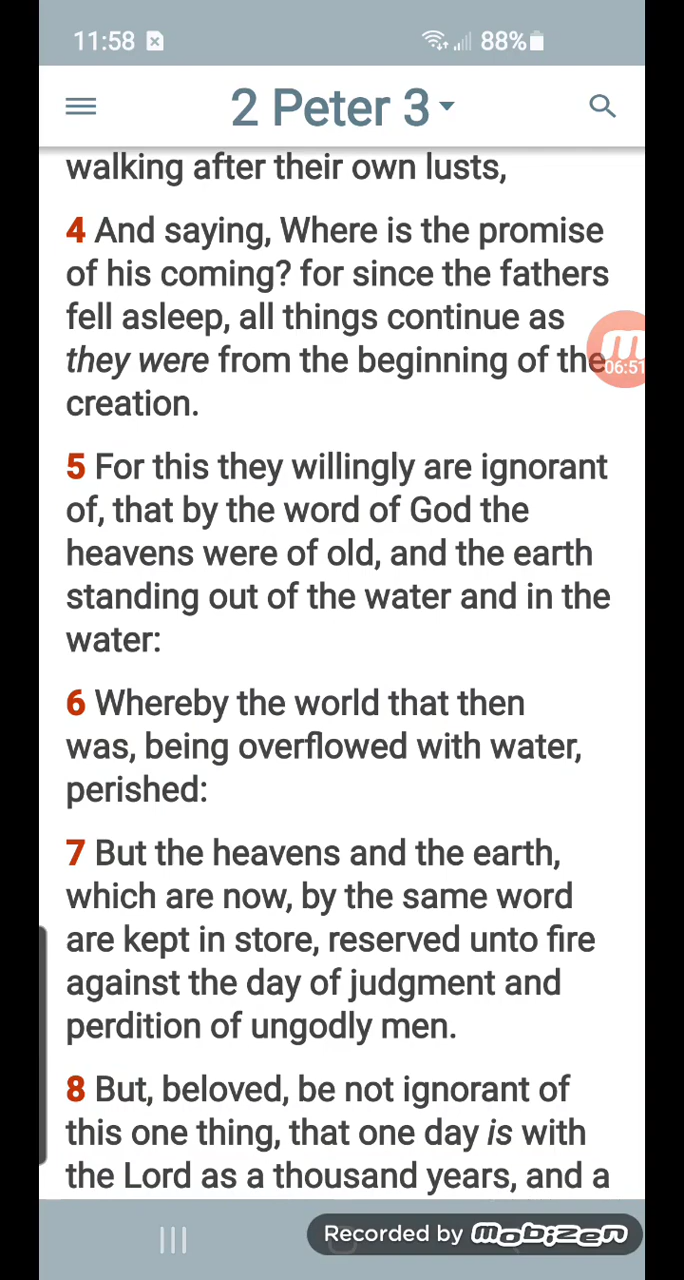 11:58
88%
2 Peter 3
walking after their own lusts,
4 And saying, Where is the promise
of his coming? for since the fathers
fell asleep, all things continue as
they were from the beginning of the
creation.
06:51
5 For this they willingly are ignorant
of, that by the word of God the
heavens were of old, and the earth
standing out of the water and in the
water:
6 Whereby the world that then
was, being overflowed with water,
perished:
7 But the heavens and the earth,
which are now, by the same word
are kept in store, reserved unto fire
against the day of judgment and
perdition of ungodly men.
8 But, beloved, be not ignorant of
this one thing, that one day is with
the Lord as a thousand years, and a
Recorded by Mobizen